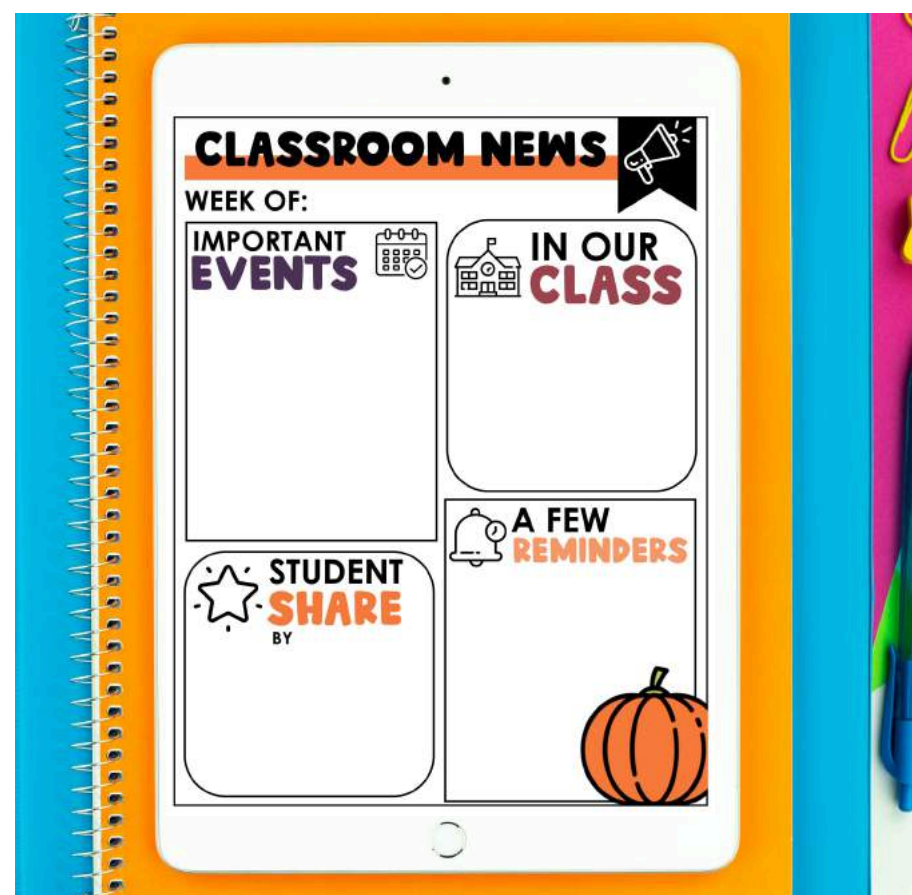 CLASSROOM NEWS
WEEK OF:
IMPORTANT
EVENTS
IN OUR
CLASS
STUDENT
SHARE
BY
A FEW
REMINDERS